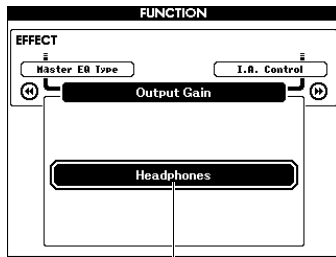 FUNCTION
EFFECT
Master EQ Type
I.A. Control
Output Gain
Headphones